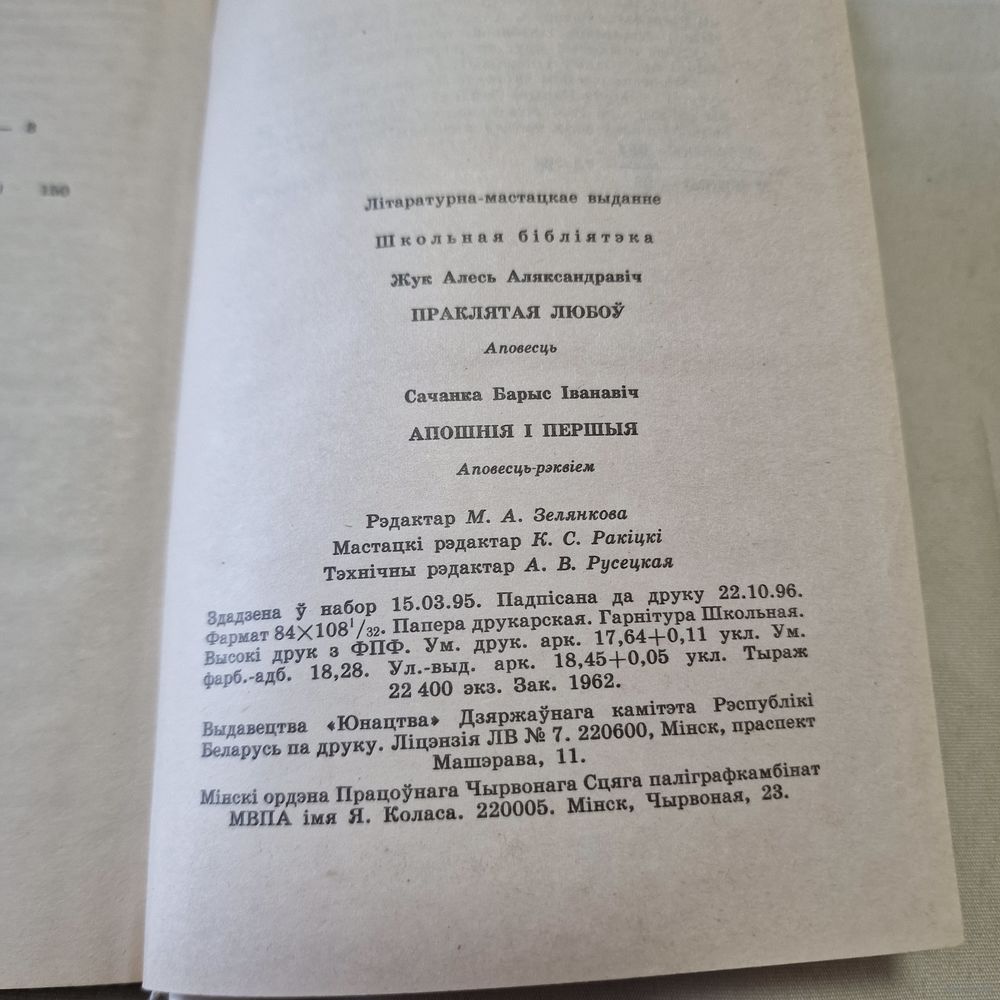 — 8
150
Літаратурна-мастацкае выданне
Школьная бібліятэка
Жук Алесь Аляксандравіч
ПРАКЛЯТАЯ ЛЮБОЎ
Аповесць
Сачанка Барыс Іванавіч
АПОШНІЯ І ПЕРШЫЯ
Аповесць-рэквіем
Рэдактар М. А. Зелянкова
Мастацкі рэдактар К. С. Ракіцкі
Тэхнічны рэдактар А. В. Русецкая
Здадзена ў набор 15.03.95. Падпісана да друку 22.10.96.
Фармат 84×108¹/₃₂. Папера друкарская. Гарнітура Школьная.
Высокі друк з ФПФ. Ум. друк. арк. 17,64+0,11 укл. Ум.
фарб.-адб. 18,28. Ул.-выд. арк. 18,45+0,05 укл. Тыраж
22 400 экз. Зак. 1962.
Выдавецтва «Юнацтва» Дзяржаўнага камітэта Рэспублікі
Беларусь па друку. Ліцэнзія ЛВ № 7. 220600, Мінск, праспект
Машэрава, 11.
Мінскі ордэна Працоўнага Чырвонага Сцяга паліграфкамбінат
МВПА імя Я. Коласа. 220005. Мінск, Чырвоная, 23.